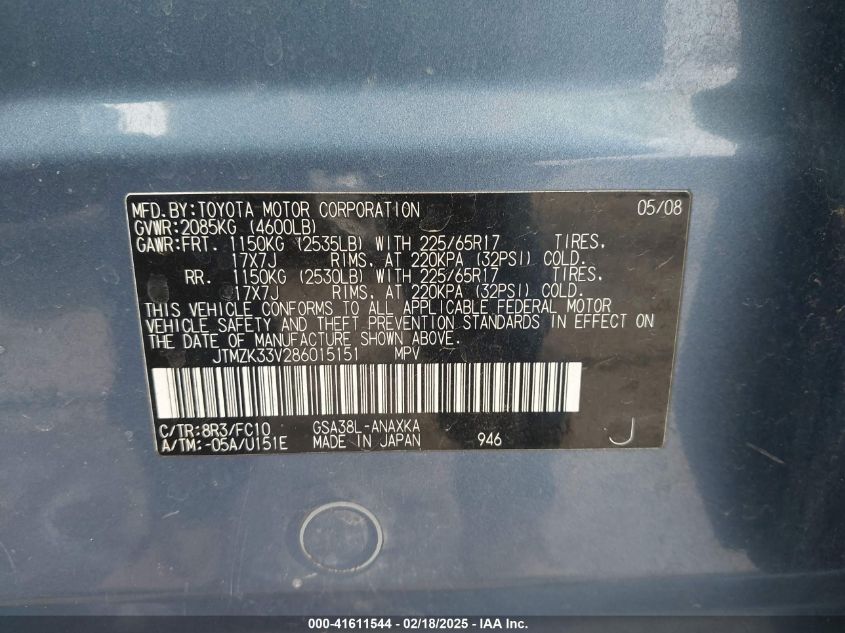 MFD.BY:TOYOTA MOTOR CORPORATION 05/08
GVWR:2085KG (4600LB)
GAWR:FRT. 1150KG (2535LB) WITH 225/65R17 TIRES,
17X7J RIMS, AT 220KPA (32PSI) COLD.
RR. 1150KG (2530LB) WITH 225/65R17 TIRES,
17X7J RIMS, AT 220KPA (32PSI) COLD.
THIS VEHICLE CONFORMS TO ALL APPLICABLE FEDERAL MOTOR
VEHICLE SAFETY AND THEFT PREVENTION STANDARDS IN EFFECT ON
THE DATE OF MANUFACTURE SHOWN ABOVE.
JTMZK33V286015151 MPV
C/TR:8R3/FC10 GSA38L-ANAXKA
A/TM:-05A/U151E MADE IN JAPAN 946 J
000-41611544 - 02/18/2025 - IAA Inc.